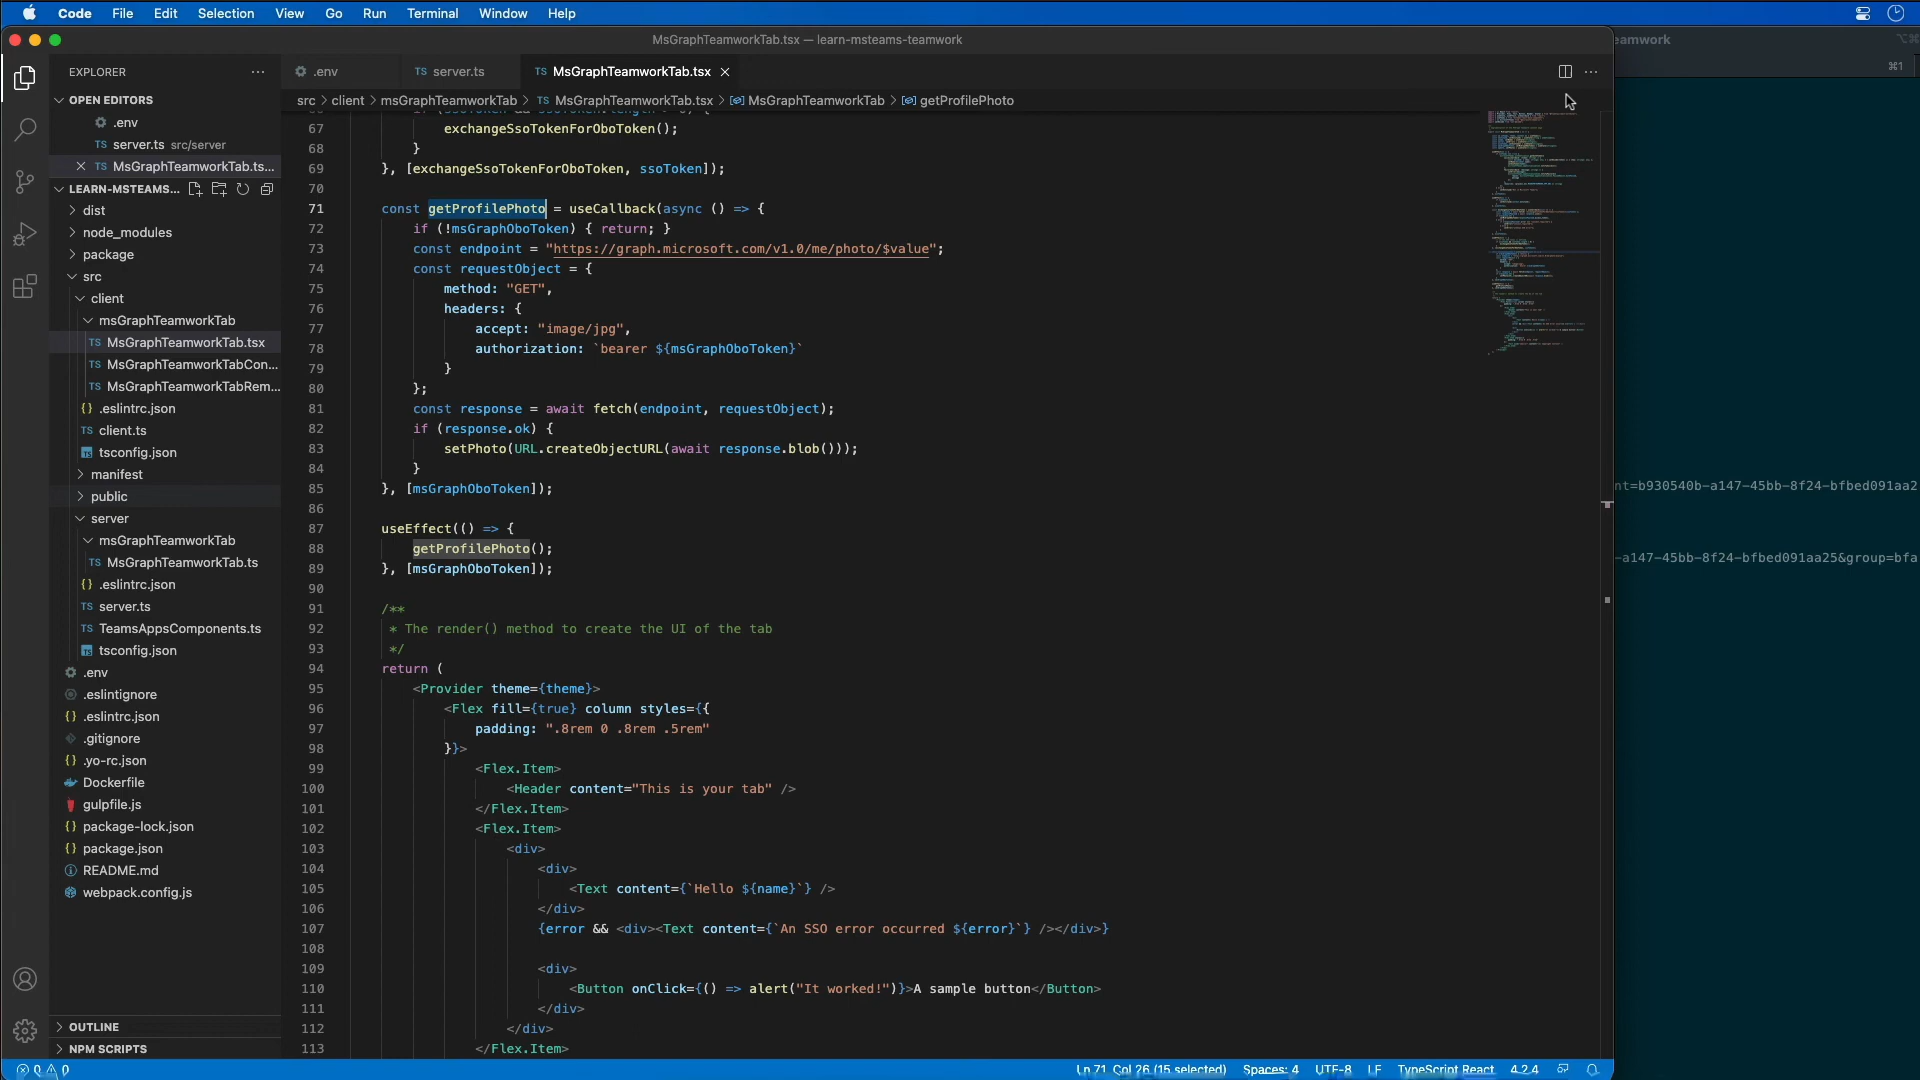 Code File Edit Selection View Go Run Terminal Window Help
MsGraphTeamworkTab.tsx — learn-msteams-teamwork
eamwork
EXPLORER
.env
TS server.ts
TS MsGraphTeamworkTab.tsx
⌘1
OPEN EDITORS
src > client > msGraphTeamworkTab > TS MsGraphTeamworkTab.tsx > MsGraphTeamworkTab > getProfilePhoto
.env
TS server.ts src/server
TS MsGraphTeamworkTab.ts...
LEARN-MSTEAMS...
dist
node_modules
package
src
client
msGraphTeamworkTab
TS MsGraphTeamworkTab.tsx
TS MsGraphTeamworkTabCon...
TS MsGraphTeamworkTabRem...
{} .eslintrc.json
TS client.ts
tsconfig.json
manifest
public
server
msGraphTeamworkTab
TS MsGraphTeamworkTab.ts
{} .eslintrc.json
TS server.ts
TS TeamsAppsComponents.ts
tsconfig.json
.env
.eslintignore
{} .eslintrc.json
.gitignore
{} .yo-rc.json
Dockerfile
gulpfile.js
{} package-lock.json
{} package.json
README.md
webpack.config.js
OUTLINE
NPM SCRIPTS
67 exchangeSsoTokenForOboToken();
68 }
69 }, [exchangeSsoTokenForOboToken, ssoToken]);
70
71 const getProfilePhoto = useCallback(async () => {
72 if (!msGraphOboToken) { return; }
73 const endpoint = "https://graph.microsoft.com/v1.0/me/photo/$value";
74 const requestObject = {
75 method: "GET",
76 headers: {
77 accept: "image/jpg",
78 authorization: `bearer ${msGraphOboToken}`
79 }
80 };
81 const response = await fetch(endpoint, requestObject);
82 if (response.ok) {
83 setPhoto(URL.createObjectURL(await response.blob()));
84 }
85 }, [msGraphOboToken]);
86
87 useEffect(() => {
88 getProfilePhoto();
89 }, [msGraphOboToken]);
90
91 /**
92 * The render() method to create the UI of the tab
93 */
94 return (
95 <Provider theme={theme}>
96 <Flex fill={true} column styles={{
97 padding: ".8rem 0 .8rem .5rem"
98 }}>
99 <Flex.Item>
100 <Header content="This is your tab" />
101 </Flex.Item>
102 <Flex.Item>
103 <div>
104 <div>
105 <Text content={`Hello ${name}`} />
106 </div>
107 {error && <div><Text content={`An SSO error occurred ${error}`} /></div>}
108
109 <div>
110 <Button onClick={() => alert("It worked!")}>A sample button</Button>
111 </div>
112 </div>
113 </Flex.Item>
nt=b930540b-a147-45bb-8f24-bfbed091aa2
-a147-45bb-8f24-bfbed091aa25&group=bfa
0 0
Ln 71, Col 26 (15 selected) Spaces: 4 UTF-8 LF TypeScript React 4.2.4